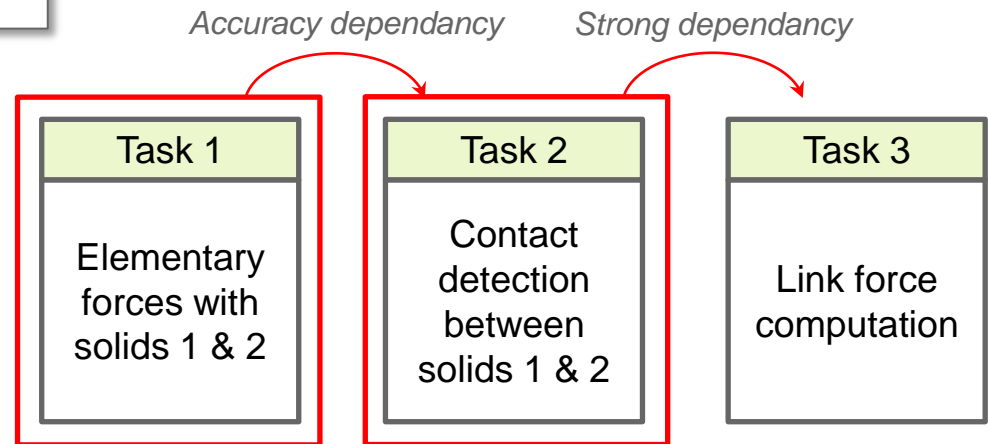 Accuracy dependancy
Strong dependancy
Task 1
Elementary
forces with
solids 1 & 2
Task 2
Contact
detection
between
solids 1 & 2
Task 3
Link force
computation